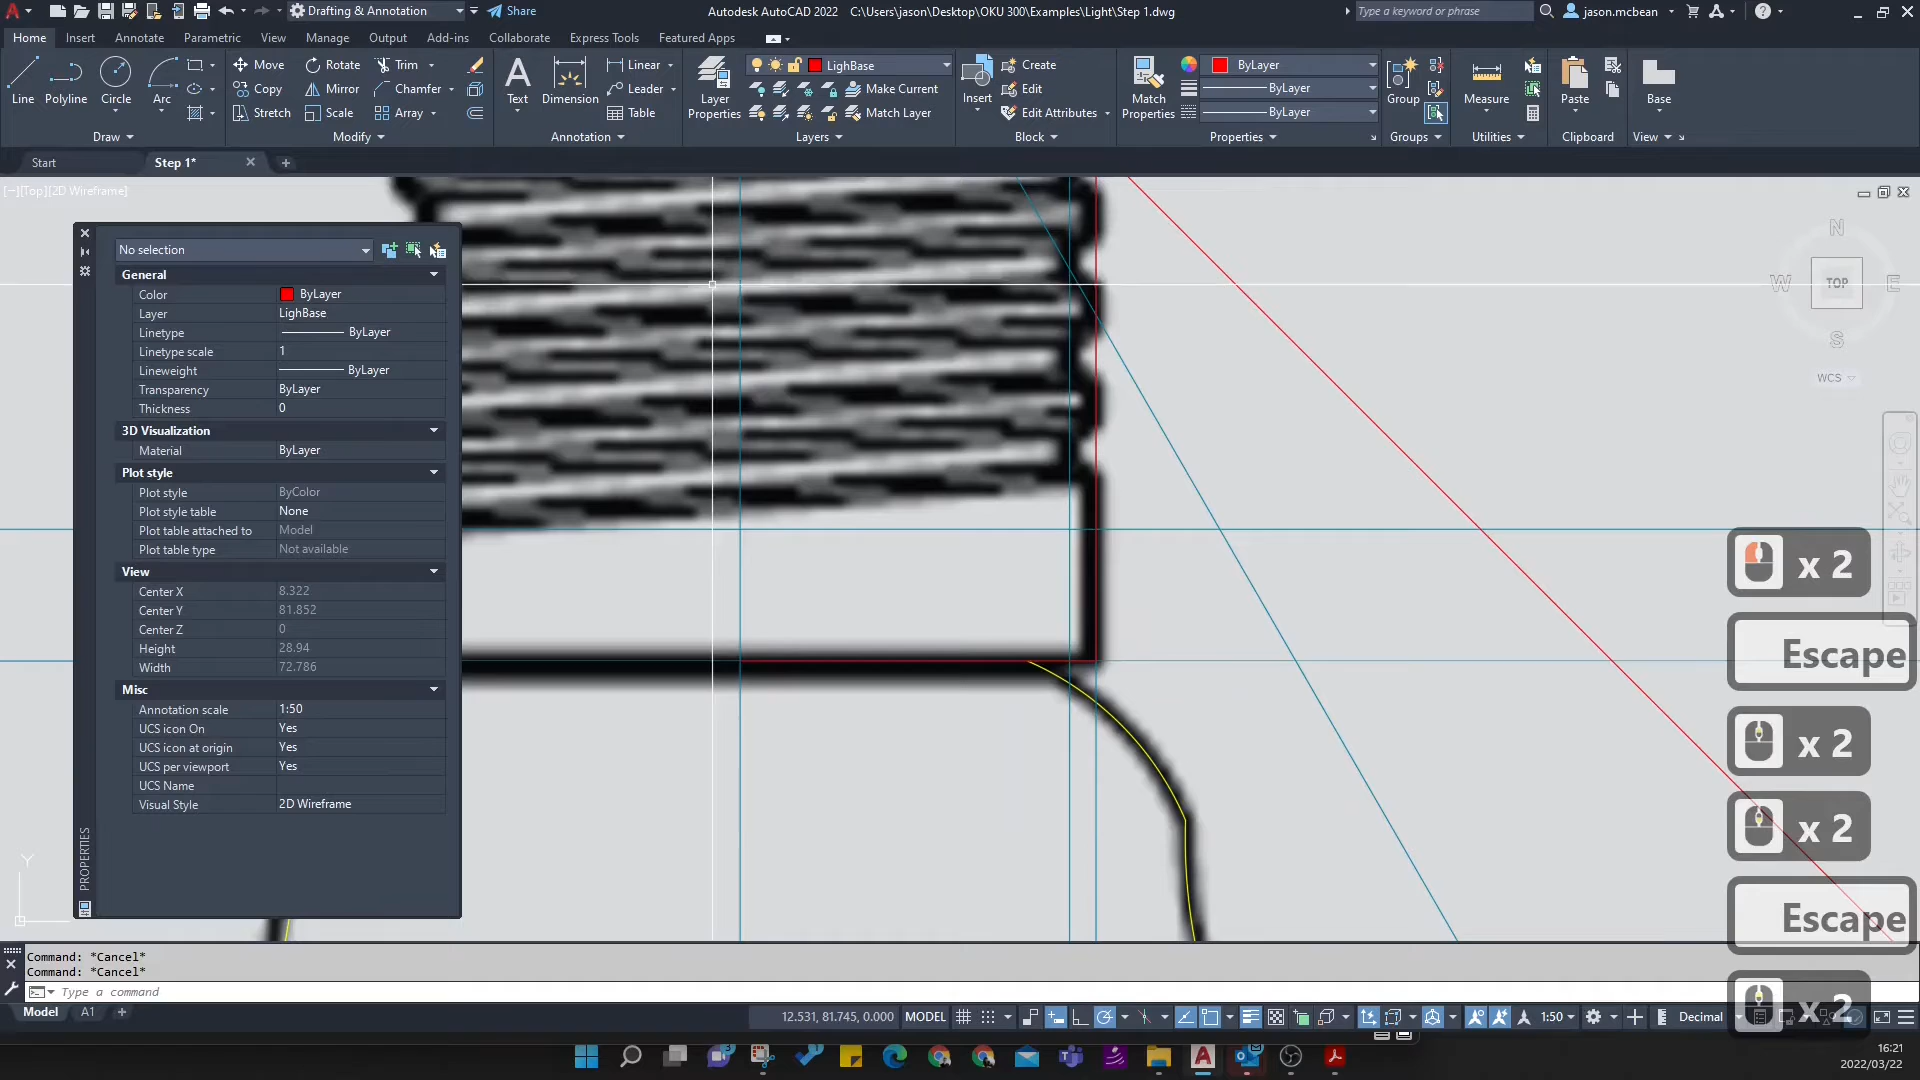 Drafting & Annotation
Share
Autodesk AutoCAD 2022 C:\Users\jason\Desktop\OKU 300\Examples\Light\Step 1.dwg
Type a keyword or phrase
jason.mcbean
Home Insert Annotate Parametric View Manage Output Add-ins Collaborate Express Tools Featured Apps
Line Polyline Circle Arc
Move Rotate Trim
Copy Mirror Chamfer
Stretch Scale Array
Text Dimension
Linear
Leader
Table
Layer Properties
LighBase
Make Current
Match Layer
Insert
Create
Edit
Edit Attributes
Match Properties
ByLayer
ByLayer
ByLayer
Group Measure Paste Base
Draw Modify Annotation Layers Block Properties Groups Utilities Clipboard View
Start Step 1*
[−][Top][2D Wireframe]
No selection
General
Color ByLayer
Layer LighBase
Linetype ByLayer
Linetype scale 1
Lineweight ByLayer
Transparency ByLayer
Thickness 0
3D Visualization
Material ByLayer
Plot style
Plot style ByColor
Plot style table None
Plot table attached to Model
Plot table type Not available
View
Center X 8.322
Center Y 81.852
Center Z 0
Height 28.94
Width 72.786
Misc
Annotation scale 1:50
UCS icon On Yes
UCS icon at origin Yes
UCS per viewport Yes
UCS Name
Visual Style 2D Wireframe
PROPERTIES
N
W TOP E
S
WCS
x 2
Escape
x 2
x 2
Escape
x 2
Y
X
Command: *Cancel*
Command: *Cancel*
Type a command
Model A1
12.531, 81.745, 0.000 MODEL
1:50
Decimal
16:21
2022/03/22